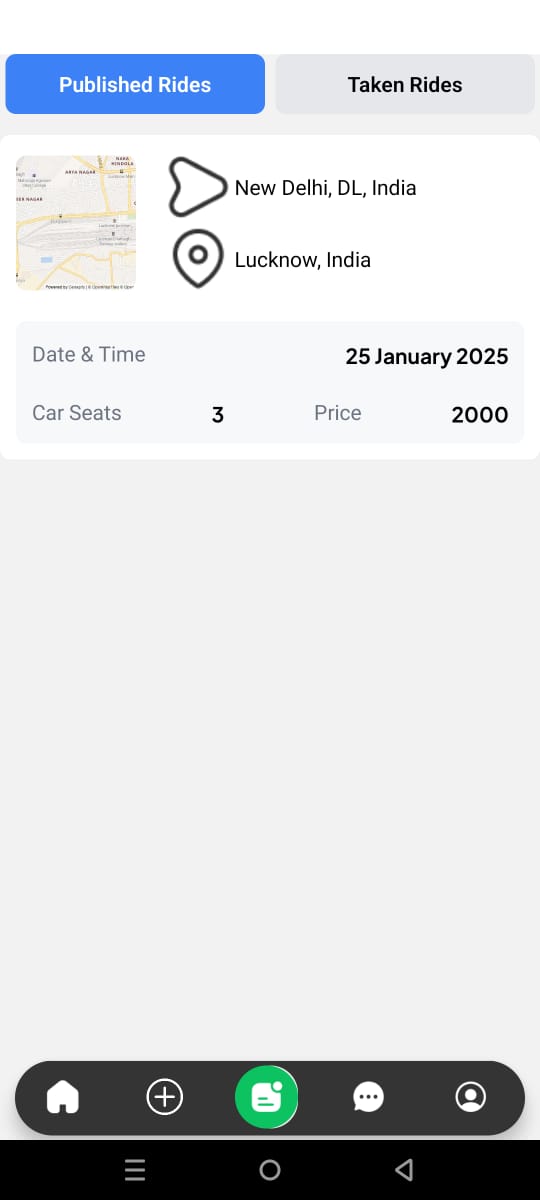 Published Rides
Taken Rides
NAKA
HINDOLA
ARYA NAGAR
New Delhi, DL, India
Lucknow, India
Date & Time
25 January 2025
Car Seats
3
Price
2000